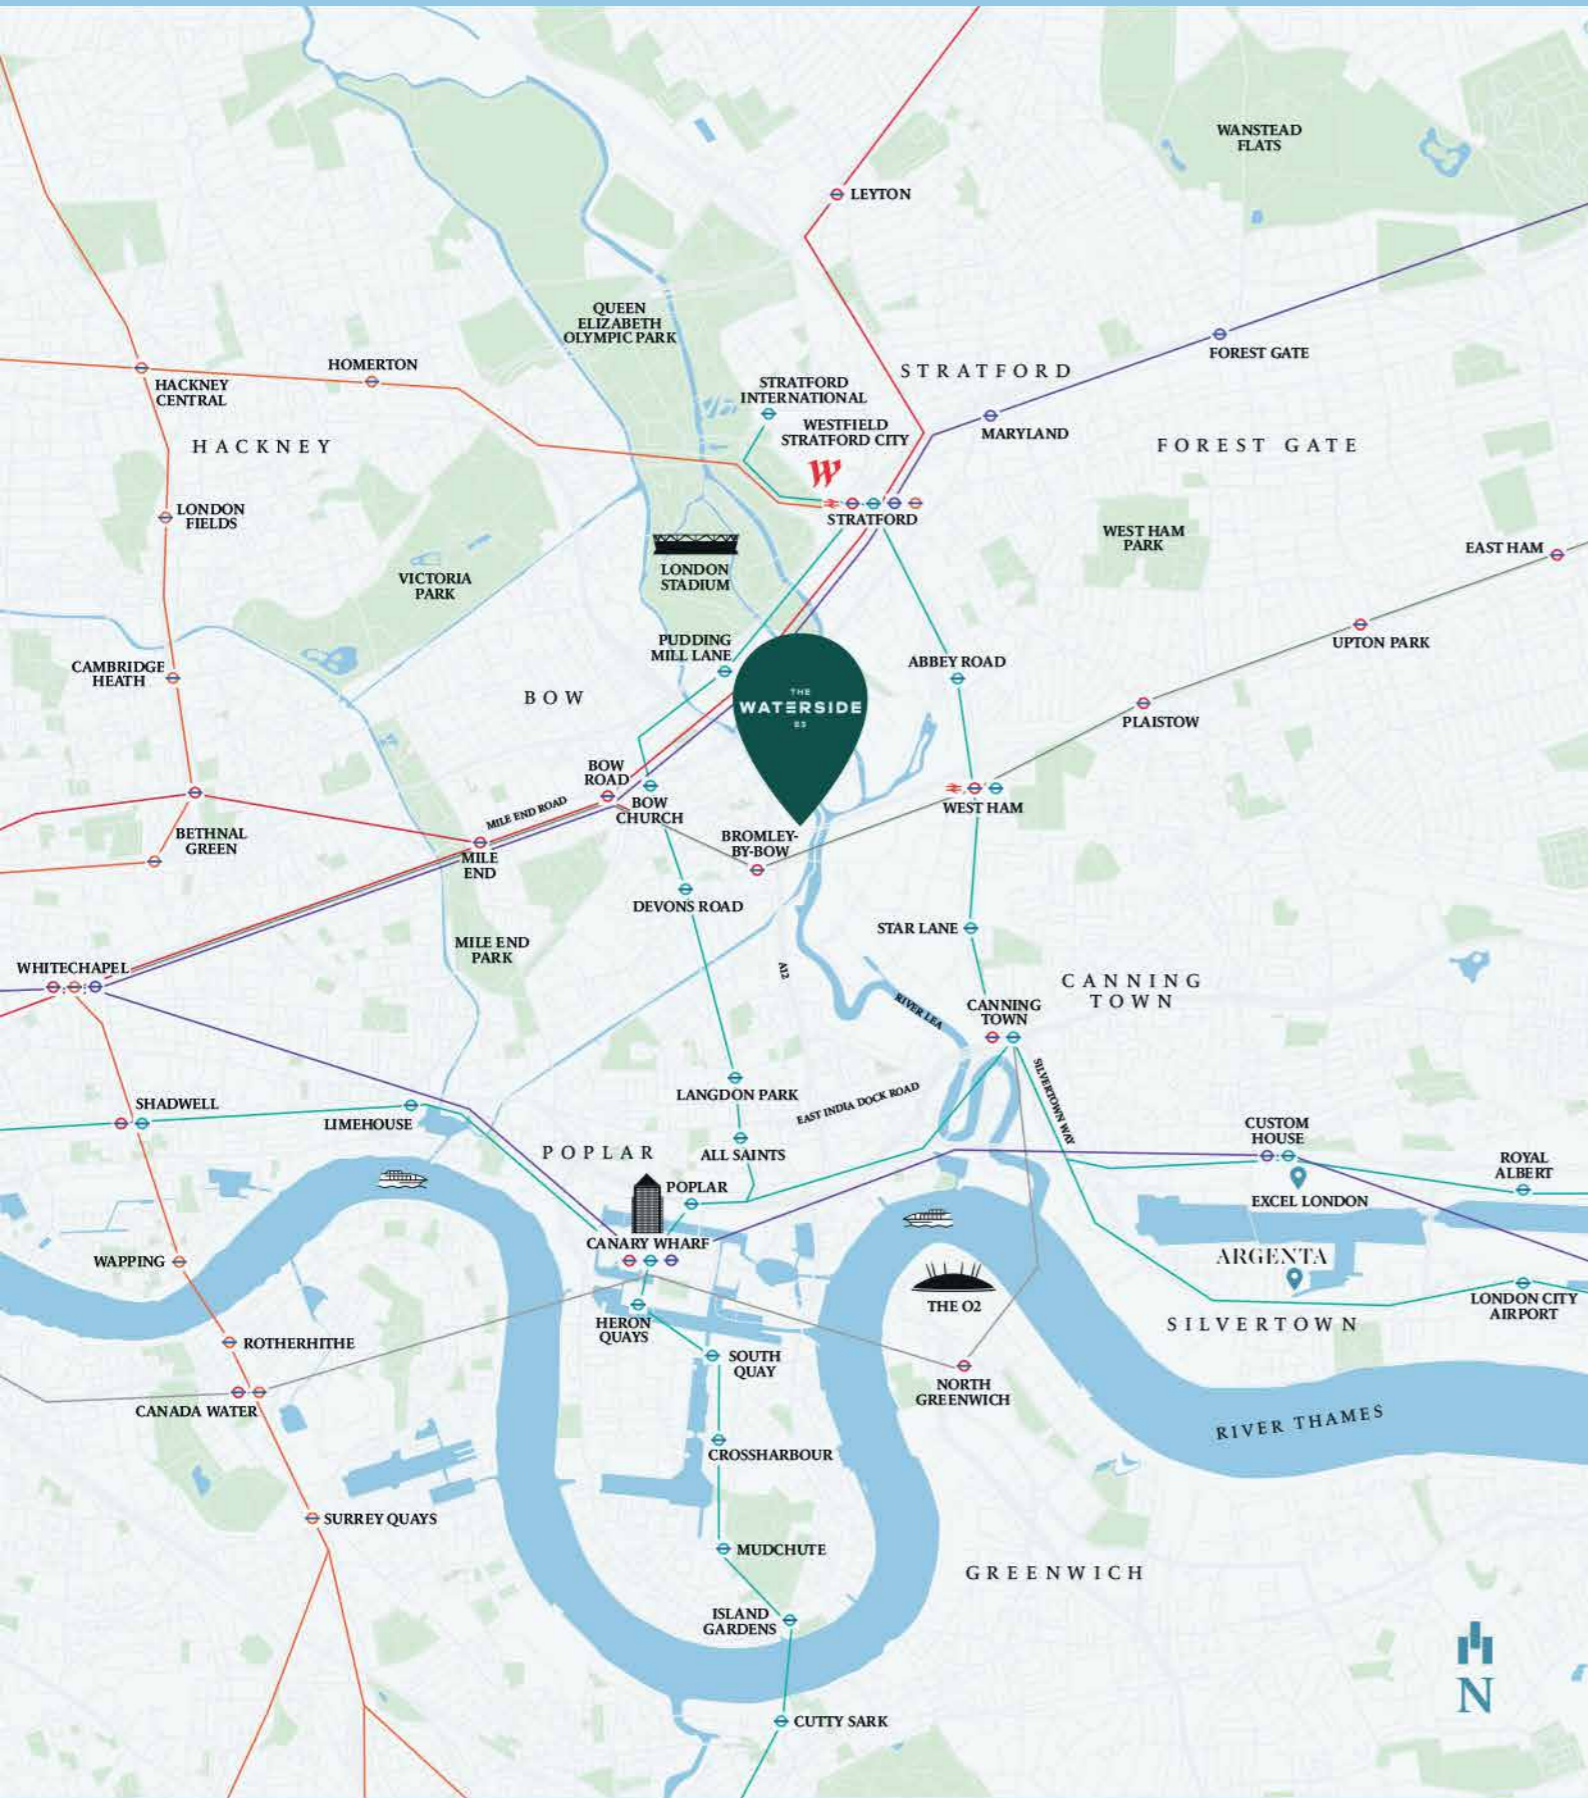 WANSTEAD
FLATS
LEYTON
QUEEN
ELIZABETH
OLYMPIC PARK
FOREST GATE
HOMERTON
HACKNEY
CENTRAL
STRATFORD
STRATFORD
INTERNATIONAL
WESTFIELD
STRATFORD CITY
MARYLAND
HACKNEY
FOREST GATE
LONDON
FIELDS
STRATFORD
WEST HAM
PARK
EAST HAM
LONDON
STADIUM
VICTORIA
PARK
UPTON PARK
PUDDING
MILL LANE
ABBEY ROAD
CAMBRIDGE
HEATH
BOW
THE
WATERSIDE
E3
PLAISTOW
BOW
ROAD
MILE END ROAD
BOW
CHURCH
WEST HAM
BETHNAL
GREEN
BROMLEY-
BY-BOW
MILE
END
DEVONS ROAD
STAR LANE
MILE END
PARK
WHITECHAPEL
A12
CANNING
TOWN
RIVER LEA
CANNING
TOWN
SILVERTOWN WAY
LANGDON PARK
EAST INDIA DOCK ROAD
SHADWELL
LIMEHOUSE
CUSTOM
HOUSE
POPLAR
ALL SAINTS
ROYAL
ALBERT
POPLAR
EXCEL LONDON
CANARY WHARF
WAPPING
ARGENTA
THE O2
LONDON CITY
AIRPORT
HERON
QUAYS
SILVERTOWN
ROTHERHITHE
SOUTH
QUAY
NORTH
GREENWICH
CANADA WATER
RIVER THAMES
CROSSHARBOUR
SURREY QUAYS
MUDCHUTE
GREENWICH
ISLAND
GARDENS
N
CUTTY SARK